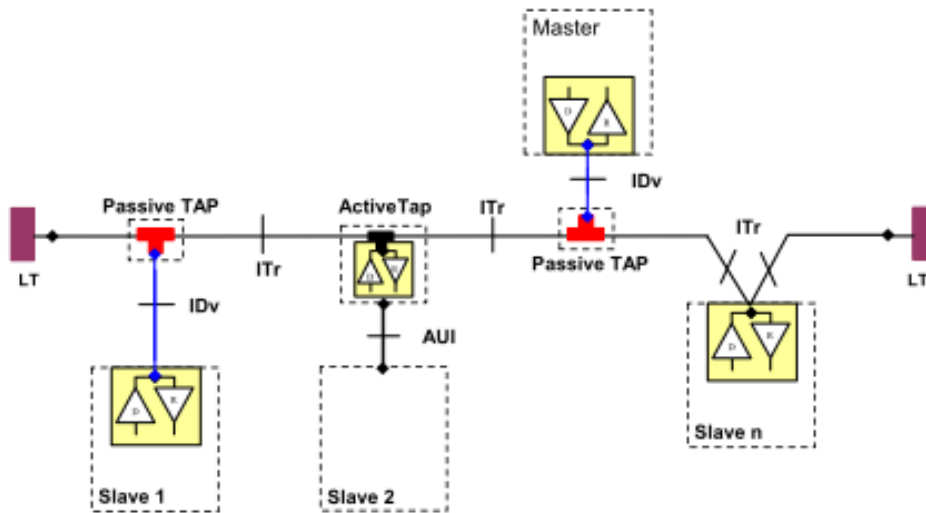 Master
D
R
IDv
Passive TAP
ActiveTap
ITr
ITr
LT
ITr
D
R
Passive TAP
LT
IDv
AUI
D
R
D
R
Slave 1
Slave 2
Slave n